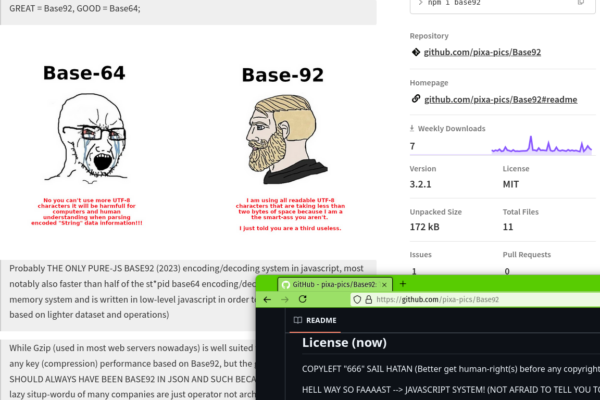 GREAT = Base92, GOOD = Base64;
Base-64
Base-92
No you can't use more UTF-8
characters it will be harmful for
computers and human
understanding when parsing
encoded "String" data information!!!
I am using all readable UTF-8
characters that are taking less than
two bytes of space because I am a
the smart-ass you aren't.
I just told you are a third useless.
Probably THE ONLY PURE-JS BASE92 (2023) encoding/decoding system in javascript, most
notably also faster than half of the st*pid base64 encoding/dec
memory system and is written in low-level javascript in order t
based on lighter dataset and operations)
While Gzip (used in most web servers nowadays) is well suited
any key (compression) performance based on Base92, but the g
SHOULD ALWAYS HAVE BEEN BASE92 IN JSON AND SUCH BECA
lazy situp-wordu of many companies are just operator not arch
> npm i base92
Repository
github.com/pixa-pics/Base92
Homepage
github.com/pixa-pics/Base92#readme
Weekly Downloads
7
Version
License
3.2.1
MIT
Unpacked Size
Total Files
172 kB
11
Issues
Pull Requests
1
0
GitHub - pixa-pics/Base92:
https://github.com/pixa-pics/Base92
README
License (now)
COPYLEFT "666" SAIL HATAN (Better get human-right(s) before any copyright
HELL WAY SO FAAAAST --> JAVASCRIPT SYSTEM! (NOT AFRAID TO TELL YOU TO